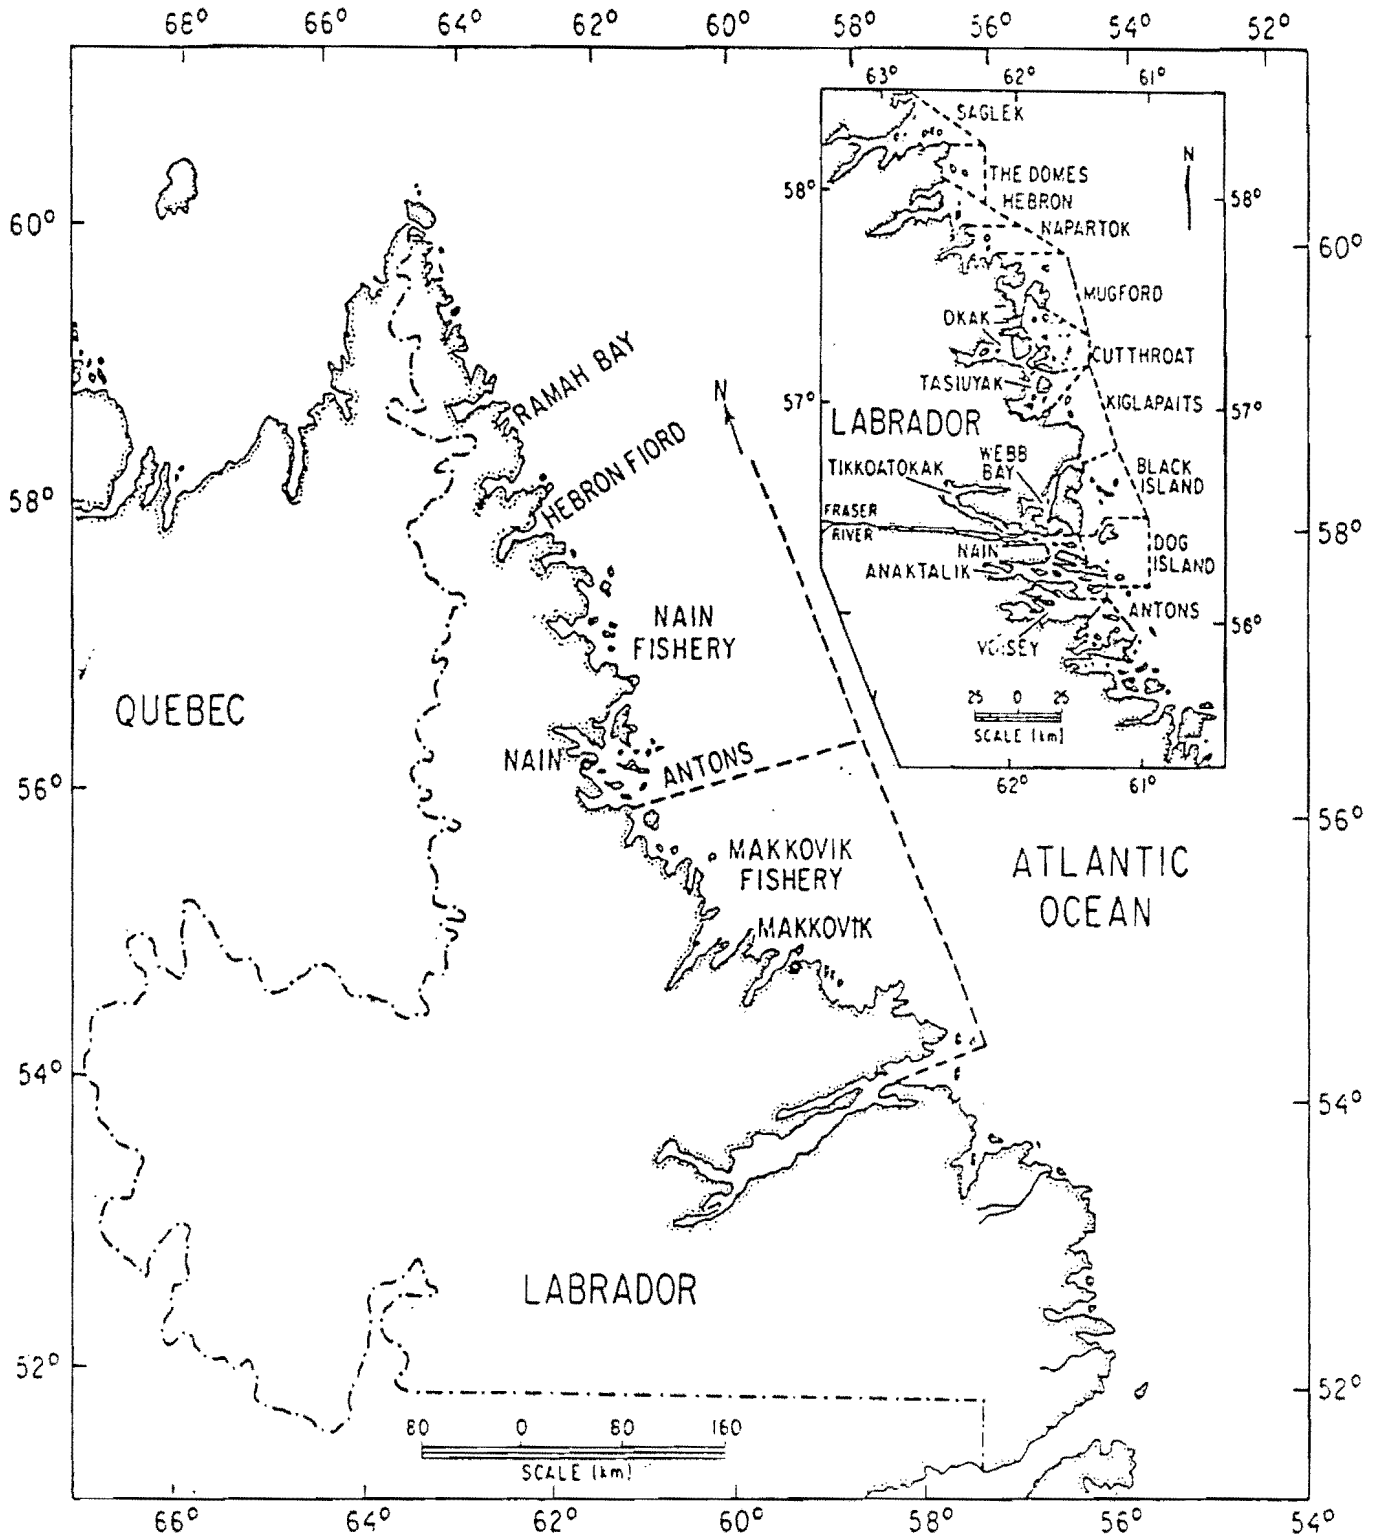 68° 66° 64° 62° 60° 58° 56° 54° 52°
63° 62° 61°
SAGLEK
N
58°
THE DOMES
58°
HEBRON
NAPARTOK
60°
60°
MUGFORD
OKAK
CUTTHROAT
TASIUYAK
57°
KIGLAPAITS
57°
LABRADOR
WEBB
BAY
TIKKOATOKAK
BLACK
ISLAND
FRASER
RIVER
DOG
ISLAND
NAIN
ANAKTALIK
ANTONS
56°
VOISEY
25 0 25
SCALE (km)
62° 61°
RAMAH BAY
N
HEBRON FIORD
58°
58°
NAIN
FISHERY
QUEBEC
NAIN
ANTONS
56°
56°
MAKKOVIK
FISHERY
ATLANTIC
OCEAN
MAKKOVIK
54°
54°
LABRADOR
52°
52°
80 0 80 160
SCALE (km)
66° 64° 62° 60° 58° 56° 54°